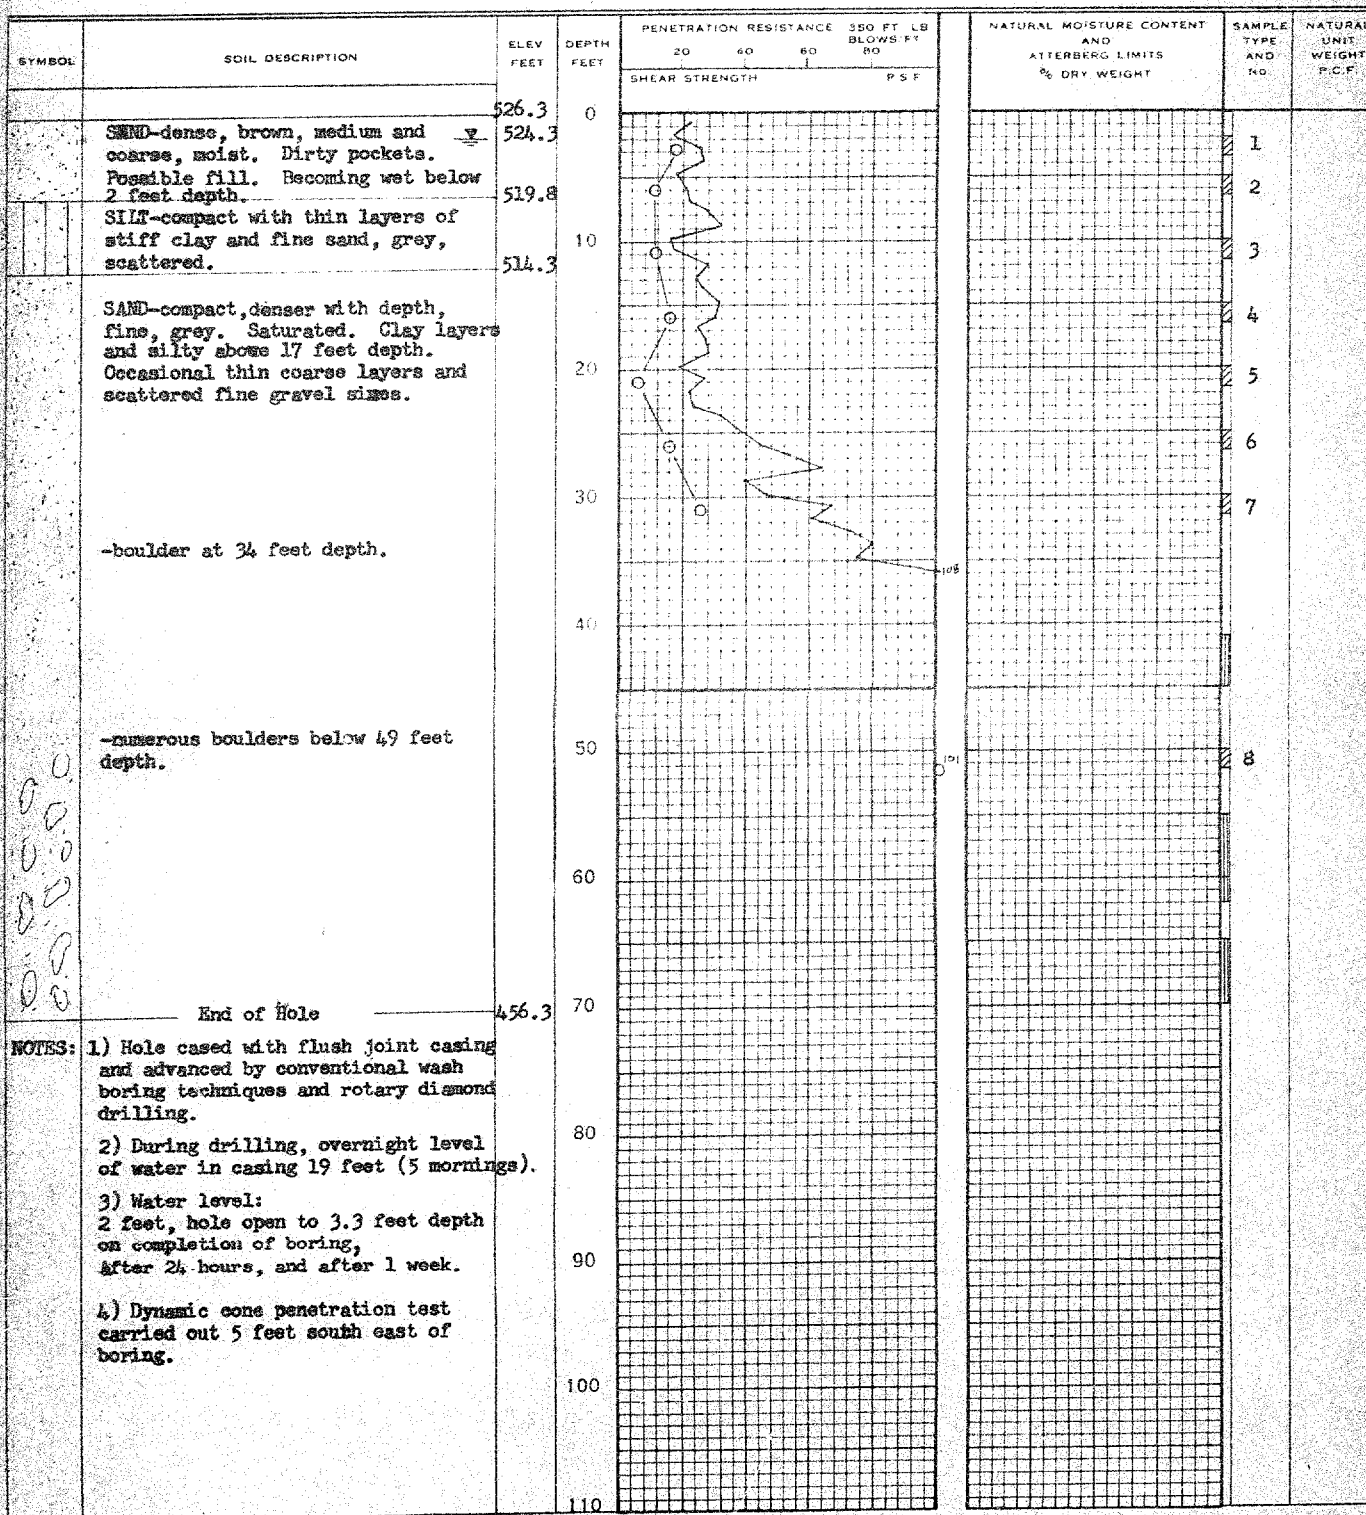 SYMBOL
SOIL DESCRIPTION
ELEV
FEET
DEPTH
FEET
PENETRATION RESISTANCE 350 FT LB
BLOWS/FT
20 40 60 80
SHEAR STRENGTH P S F
NATURAL MOISTURE CONTENT
AND
ATTERBERG LIMITS
% DRY WEIGHT
SAMPLE
TYPE
AND
NO
NATURAL
UNIT
WEIGHT
P.C.F.
526.3
0
SAND-dense, brown, medium and
524.3
coarse, moist. Dirty pockets.
Possible fill. Becoming wet below
2 feet depth.
519.8
SILT-compact with thin layers of
stiff clay and fine sand, grey,
scattered.
514.3
SAND-compact,denser with depth,
fine, grey. Saturated. Clay layers
and silty above 17 feet depth.
Occasional thin coarse layers and
scattered fine gravel sizes.
-boulder at 34 feet depth.
-numerous boulders below 49 feet
depth.
End of Hole
456.3
10
20
30
40
50
60
70
80
90
100
110
108
101
1
2
3
4
5
6
7
8
NOTES: 1) Hole cased with flush joint casing
and advanced by conventional wash
boring techniques and rotary diamond
drilling.
2) During drilling, overnight level
of water in casing 19 feet (5 mornings).
3) Water level:
2 feet, hole open to 3.3 feet depth
on completion of boring,
after 24 hours, and after 1 week.
4) Dynamic cone penetration test
carried out 5 feet south east of
boring.